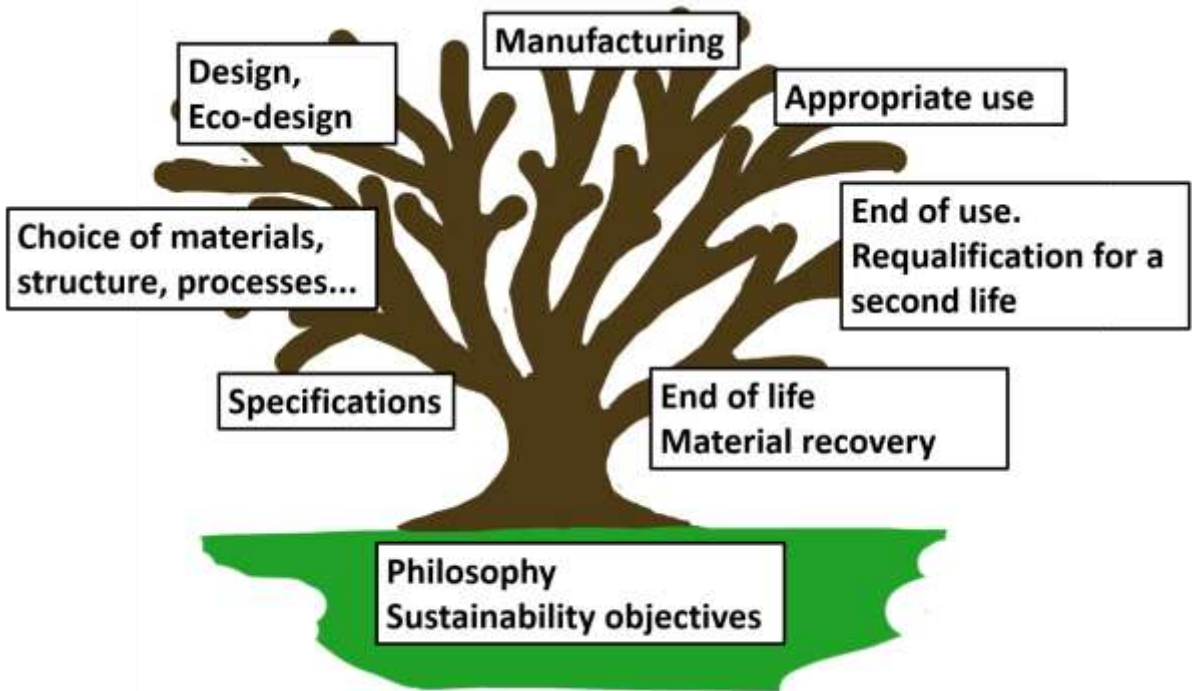 Manufacturing
Design,
Eco-design
Appropriate use
Choice of materials,
structure, processes...
End of use.
Requalification for a
second life
Specifications
End of life
Material recovery
Philosophy
Sustainability objectives